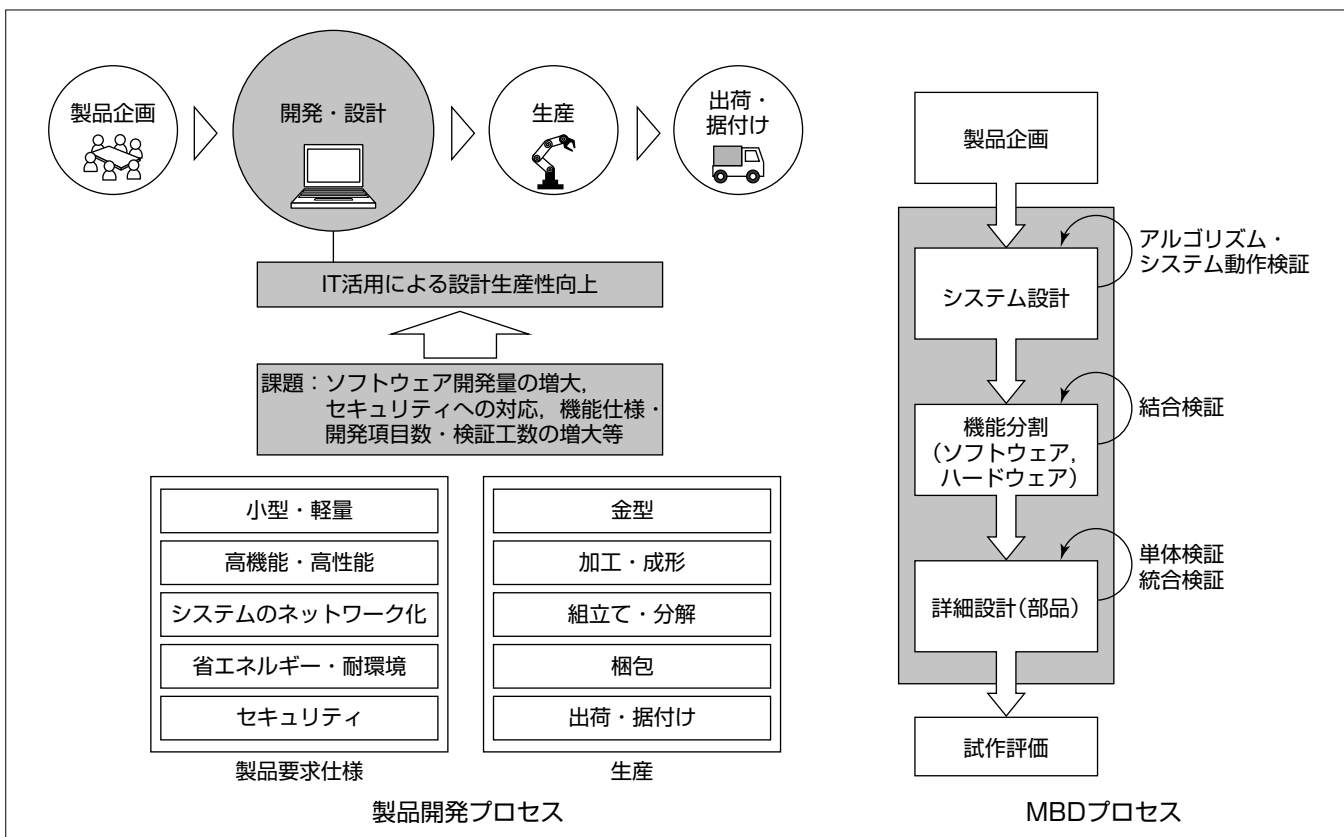 製品企画
開発・設計
生産
出荷・
据付け
IT活用による設計生産性向上
課題：ソフトウェア開発量の増大，
セキュリティへの対応，機能仕様・
開発項目数・検証工数の増大等
小型・軽量
高機能・高性能
システムのネットワーク化
省エネルギー・耐環境
セキュリティ
製品要求仕様
金型
加工・成形
組立て・分解
梱包
出荷・据付け
生産
製品開発プロセス
製品企画
システム設計
アルゴリズム・
システム動作検証
機能分割
（ソフトウェア，
ハードウェア）
結合検証
詳細設計（部品）
単体検証
統合検証
試作評価
MBDプロセス